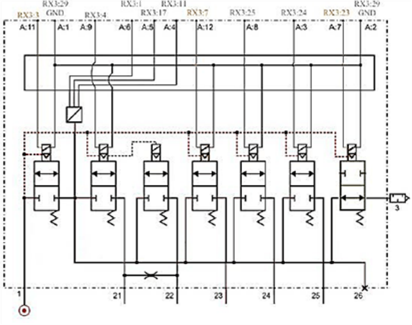 RX3:29 RX3:1 RX3:11 RX3:29
RX3:3 GND RX3:4 RX3:17 RX3:7 RX3:25 RX3:24 RX3:23 GND
A:11 A:1 A:9 A:6 A:5 A:4 A:12 A:8 A:3 A:7 A:2
3
1 21 22 23 24 25 26